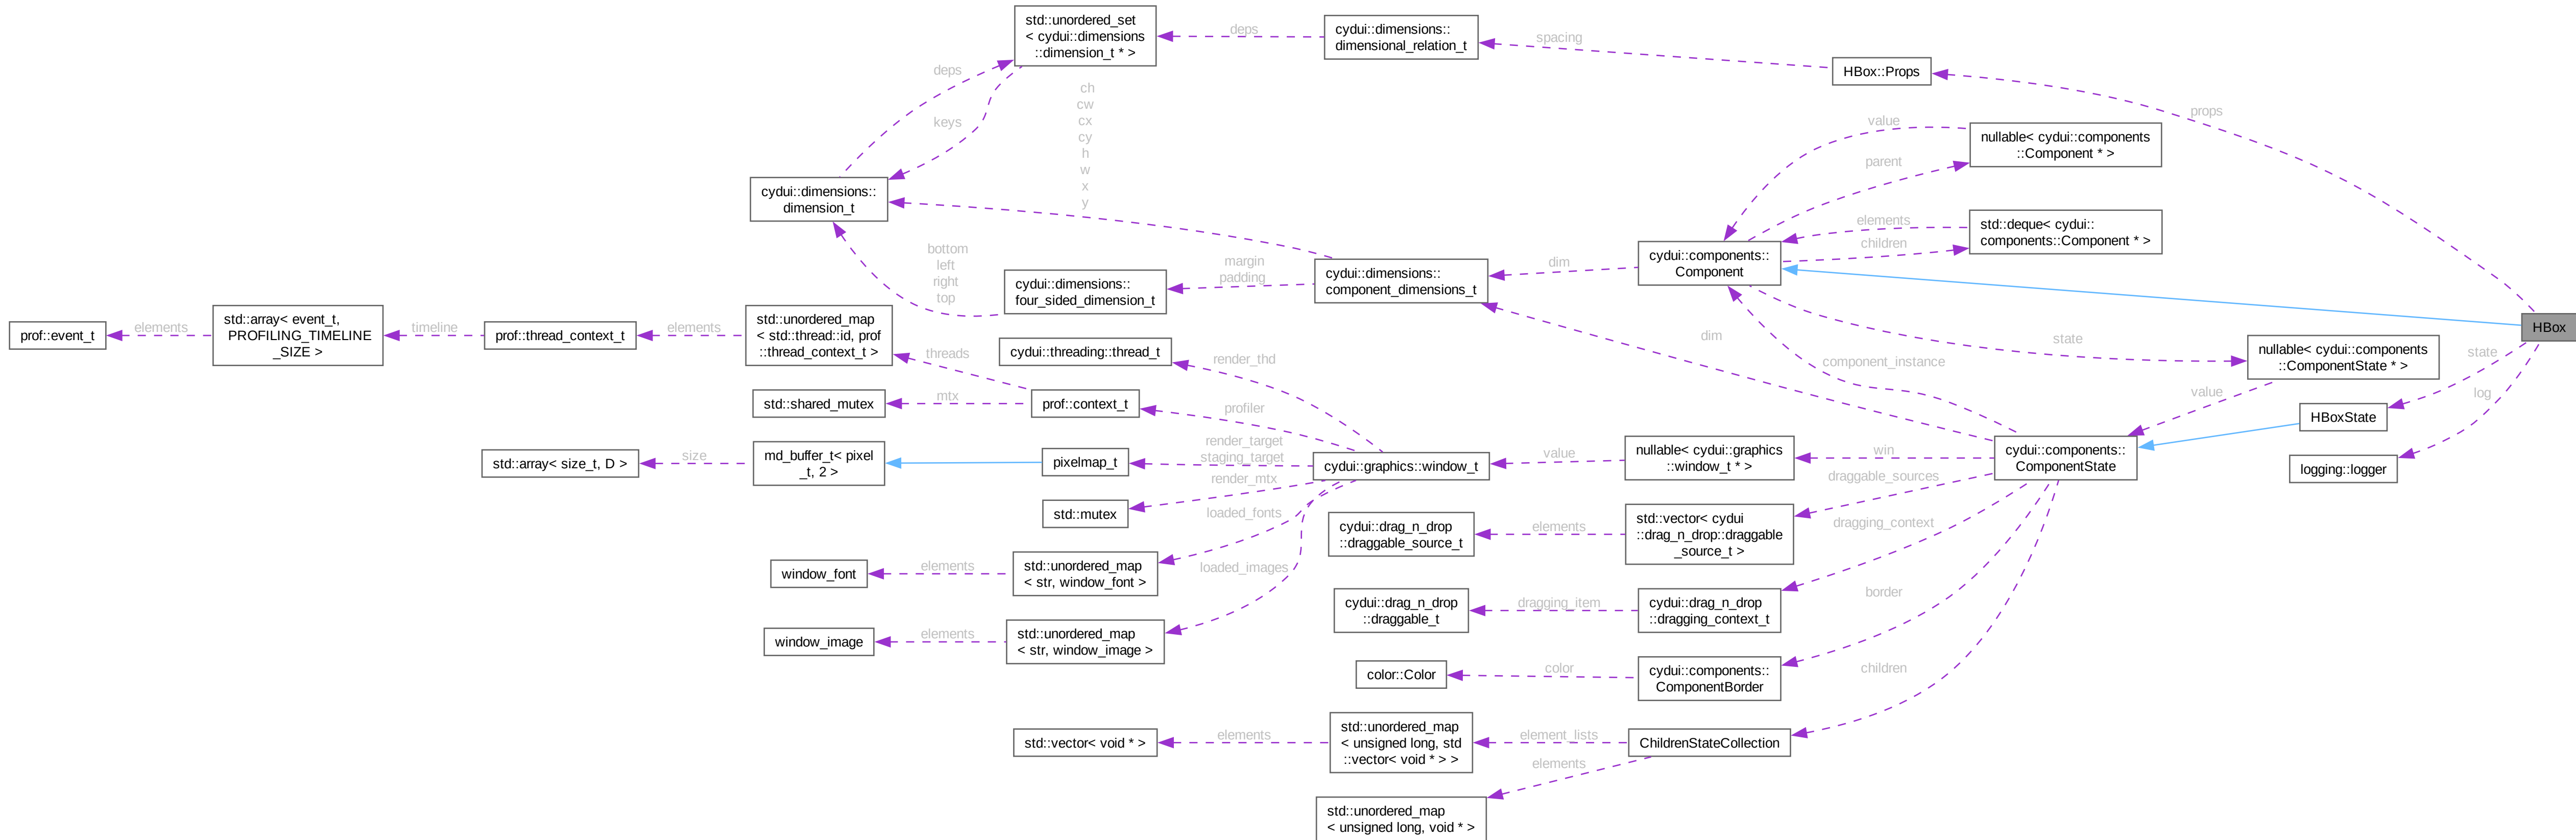 std::unordered_set
< cydui::dimensions
::dimension_t * >
deps
cydui::dimensions::
dimensional_relation_t
spacing
HBox::Props
props
deps
keys
ch
cw
cx
cy
h
w
x
y
cydui::dimensions::
dimension_t
value
parent
nullable< cydui::components
::Component * >
elements
children
std::deque< cydui::
components::Component * >
bottom
left
right
top
cydui::dimensions::
four_sided_dimension_t
margin
padding
cydui::dimensions::
component_dimensions_t
dim
cydui::components::
Component
HBox
prof::event_t
elements
std::array< event_t,
PROFILING_TIMELINE
_SIZE >
timeline
prof::thread_context_t
elements
std::unordered_map
< std::thread::id, prof
::thread_context_t >
threads
cydui::threading::thread_t
render_thd
dim
component_instance
state
nullable< cydui::components
::ComponentState * >
state
value
log
std::shared_mutex
mtx
prof::context_t
profiler
HBoxState
std::array< size_t, D >
size
md_buffer_t< pixel
_t, 2 >
pixelmap_t
render_target
staging_target
cydui::graphics::window_t
value
nullable< cydui::graphics
::window_t * >
win
cydui::components::
ComponentState
logging::logger
render_mtx
std::mutex
loaded_fonts
draggable_sources
cydui::drag_n_drop
::draggable_source_t
elements
std::vector< cydui
::drag_n_drop::draggable
_source_t >
dragging_context
window_font
elements
std::unordered_map
< str, window_font >
loaded_images
cydui::drag_n_drop
::draggable_t
dragging_item
cydui::drag_n_drop
::dragging_context_t
border
window_image
elements
std::unordered_map
< str, window_image >
color::Color
color
cydui::components::
ComponentBorder
children
std::vector< void * >
elements
std::unordered_map
< unsigned long, std
::vector< void * > >
element_lists
ChildrenStateCollection
elements
std::unordered_map
< unsigned long, void * >